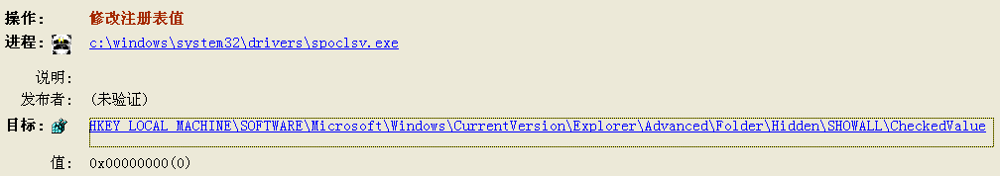 操作： 修改注册表值
进程： c:\windows\system32\drivers\spoclsv.exe
说明：
发布者： (未验证)
目标： HKEY_LOCAL_MACHINE\SOFTWARE\Microsoft\Windows\CurrentVersion\Explorer\Advanced\Folder\Hidden\SHOWALL\CheckedValue
值： 0x00000000(0)